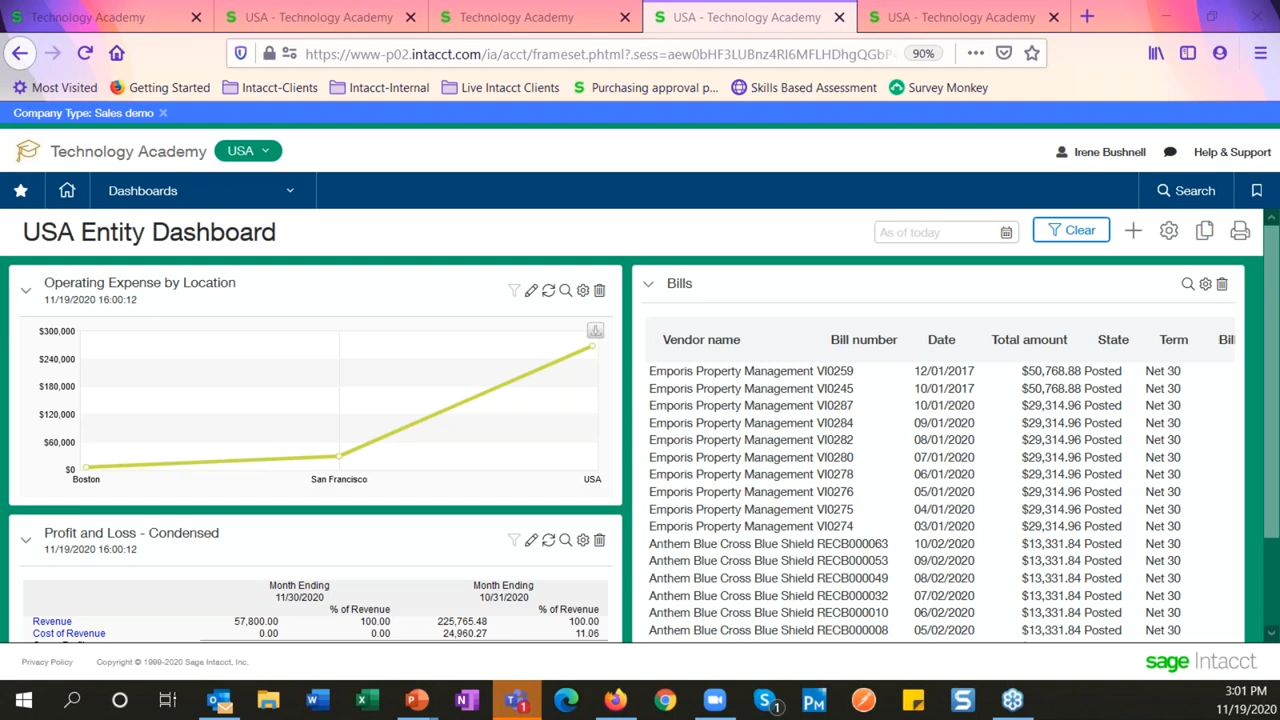 Technology Academy
USA - Technology Academy
Technology Academy
USA - Technology Academy
USA - Technology Academy
https://www-p02.intacct.com/ia/acct/frameset.phtml?.sess=aew0bHF3LUBnz4RI6MFLHDhgQGbP
90%
Most Visited
Getting Started
Intacct-Clients
Intacct-Internal
Live Intacct Clients
Purchasing approval p...
Skills Based Assessment
Survey Monkey
Company Type: Sales demo
Technology Academy
USA
Irene Bushnell
Help & Support
Dashboards
Search
USA Entity Dashboard
As of today
Clear
Operating Expense by Location
11/19/2020 16:00:12
$300,000
$240,000
$180,000
$120,000
$60,000
$0
Boston
San Francisco
USA
Profit and Loss - Condensed
11/19/2020 16:00:12
Month Ending Month Ending
11/30/2020 10/31/2020
% of Revenue % of Revenue
Revenue 57,800.00 100.00 225,765.48 100.00
Cost of Revenue 0.00 0.00 24,960.27 11.06
Bills
Vendor name Bill number Date Total amount State Term Bil
Emporis Property Management VI0259 12/01/2017 $50,768.88 Posted Net 30
Emporis Property Management VI0245 10/01/2017 $50,768.88 Posted Net 30
Emporis Property Management VI0287 10/01/2020 $29,314.96 Posted Net 30
Emporis Property Management VI0284 09/01/2020 $29,314.96 Posted Net 30
Emporis Property Management VI0282 08/01/2020 $29,314.96 Posted Net 30
Emporis Property Management VI0280 07/01/2020 $29,314.96 Posted Net 30
Emporis Property Management VI0278 06/01/2020 $29,314.96 Posted Net 30
Emporis Property Management VI0276 05/01/2020 $29,314.96 Posted Net 30
Emporis Property Management VI0275 04/01/2020 $29,314.96 Posted Net 30
Emporis Property Management VI0274 03/01/2020 $29,314.96 Posted Net 30
Anthem Blue Cross Blue Shield RECB000063 10/02/2020 $13,331.84 Posted Net 30
Anthem Blue Cross Blue Shield RECB000053 09/02/2020 $13,331.84 Posted Net 30
Anthem Blue Cross Blue Shield RECB000049 08/02/2020 $13,331.84 Posted Net 30
Anthem Blue Cross Blue Shield RECB000032 07/02/2020 $13,331.84 Posted Net 30
Anthem Blue Cross Blue Shield RECB000010 06/02/2020 $13,331.84 Posted Net 30
Anthem Blue Cross Blue Shield RECB000008 05/02/2020 $13,331.84 Posted Net 30
Privacy Policy
Copyright © 1999-2020 Sage Intacct, Inc.
sage Intacct
3:01 PM
11/19/2020